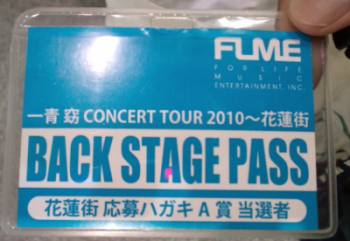 FLME
FOR LIFE
MUSIC
ENTERTAINMENT, INC.
一青 窈 CONCERT TOUR 2010～花蓮街
BACK STAGE PASS
花蓮街 応募ハガキ A 賞 当選者